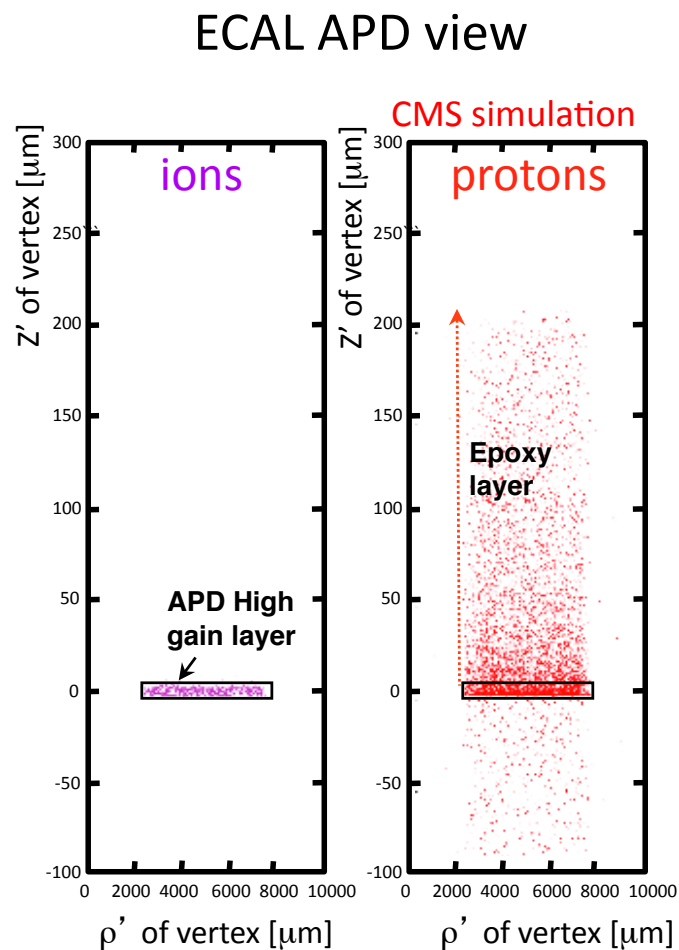 ECAL APD view
CMS simulation
Z' of vertex [μm]
300
250
200
150
100
50
0
-50
-100
ions
APD High
gain layer
0 2000 4000 6000 8000 10000
ρ' of vertex [μm]
Z' of vertex [μm]
300
250
200
150
100
50
0
-50
-100
protons
Epoxy
layer
0 2000 4000 6000 8000 10000
ρ' of vertex [μm]